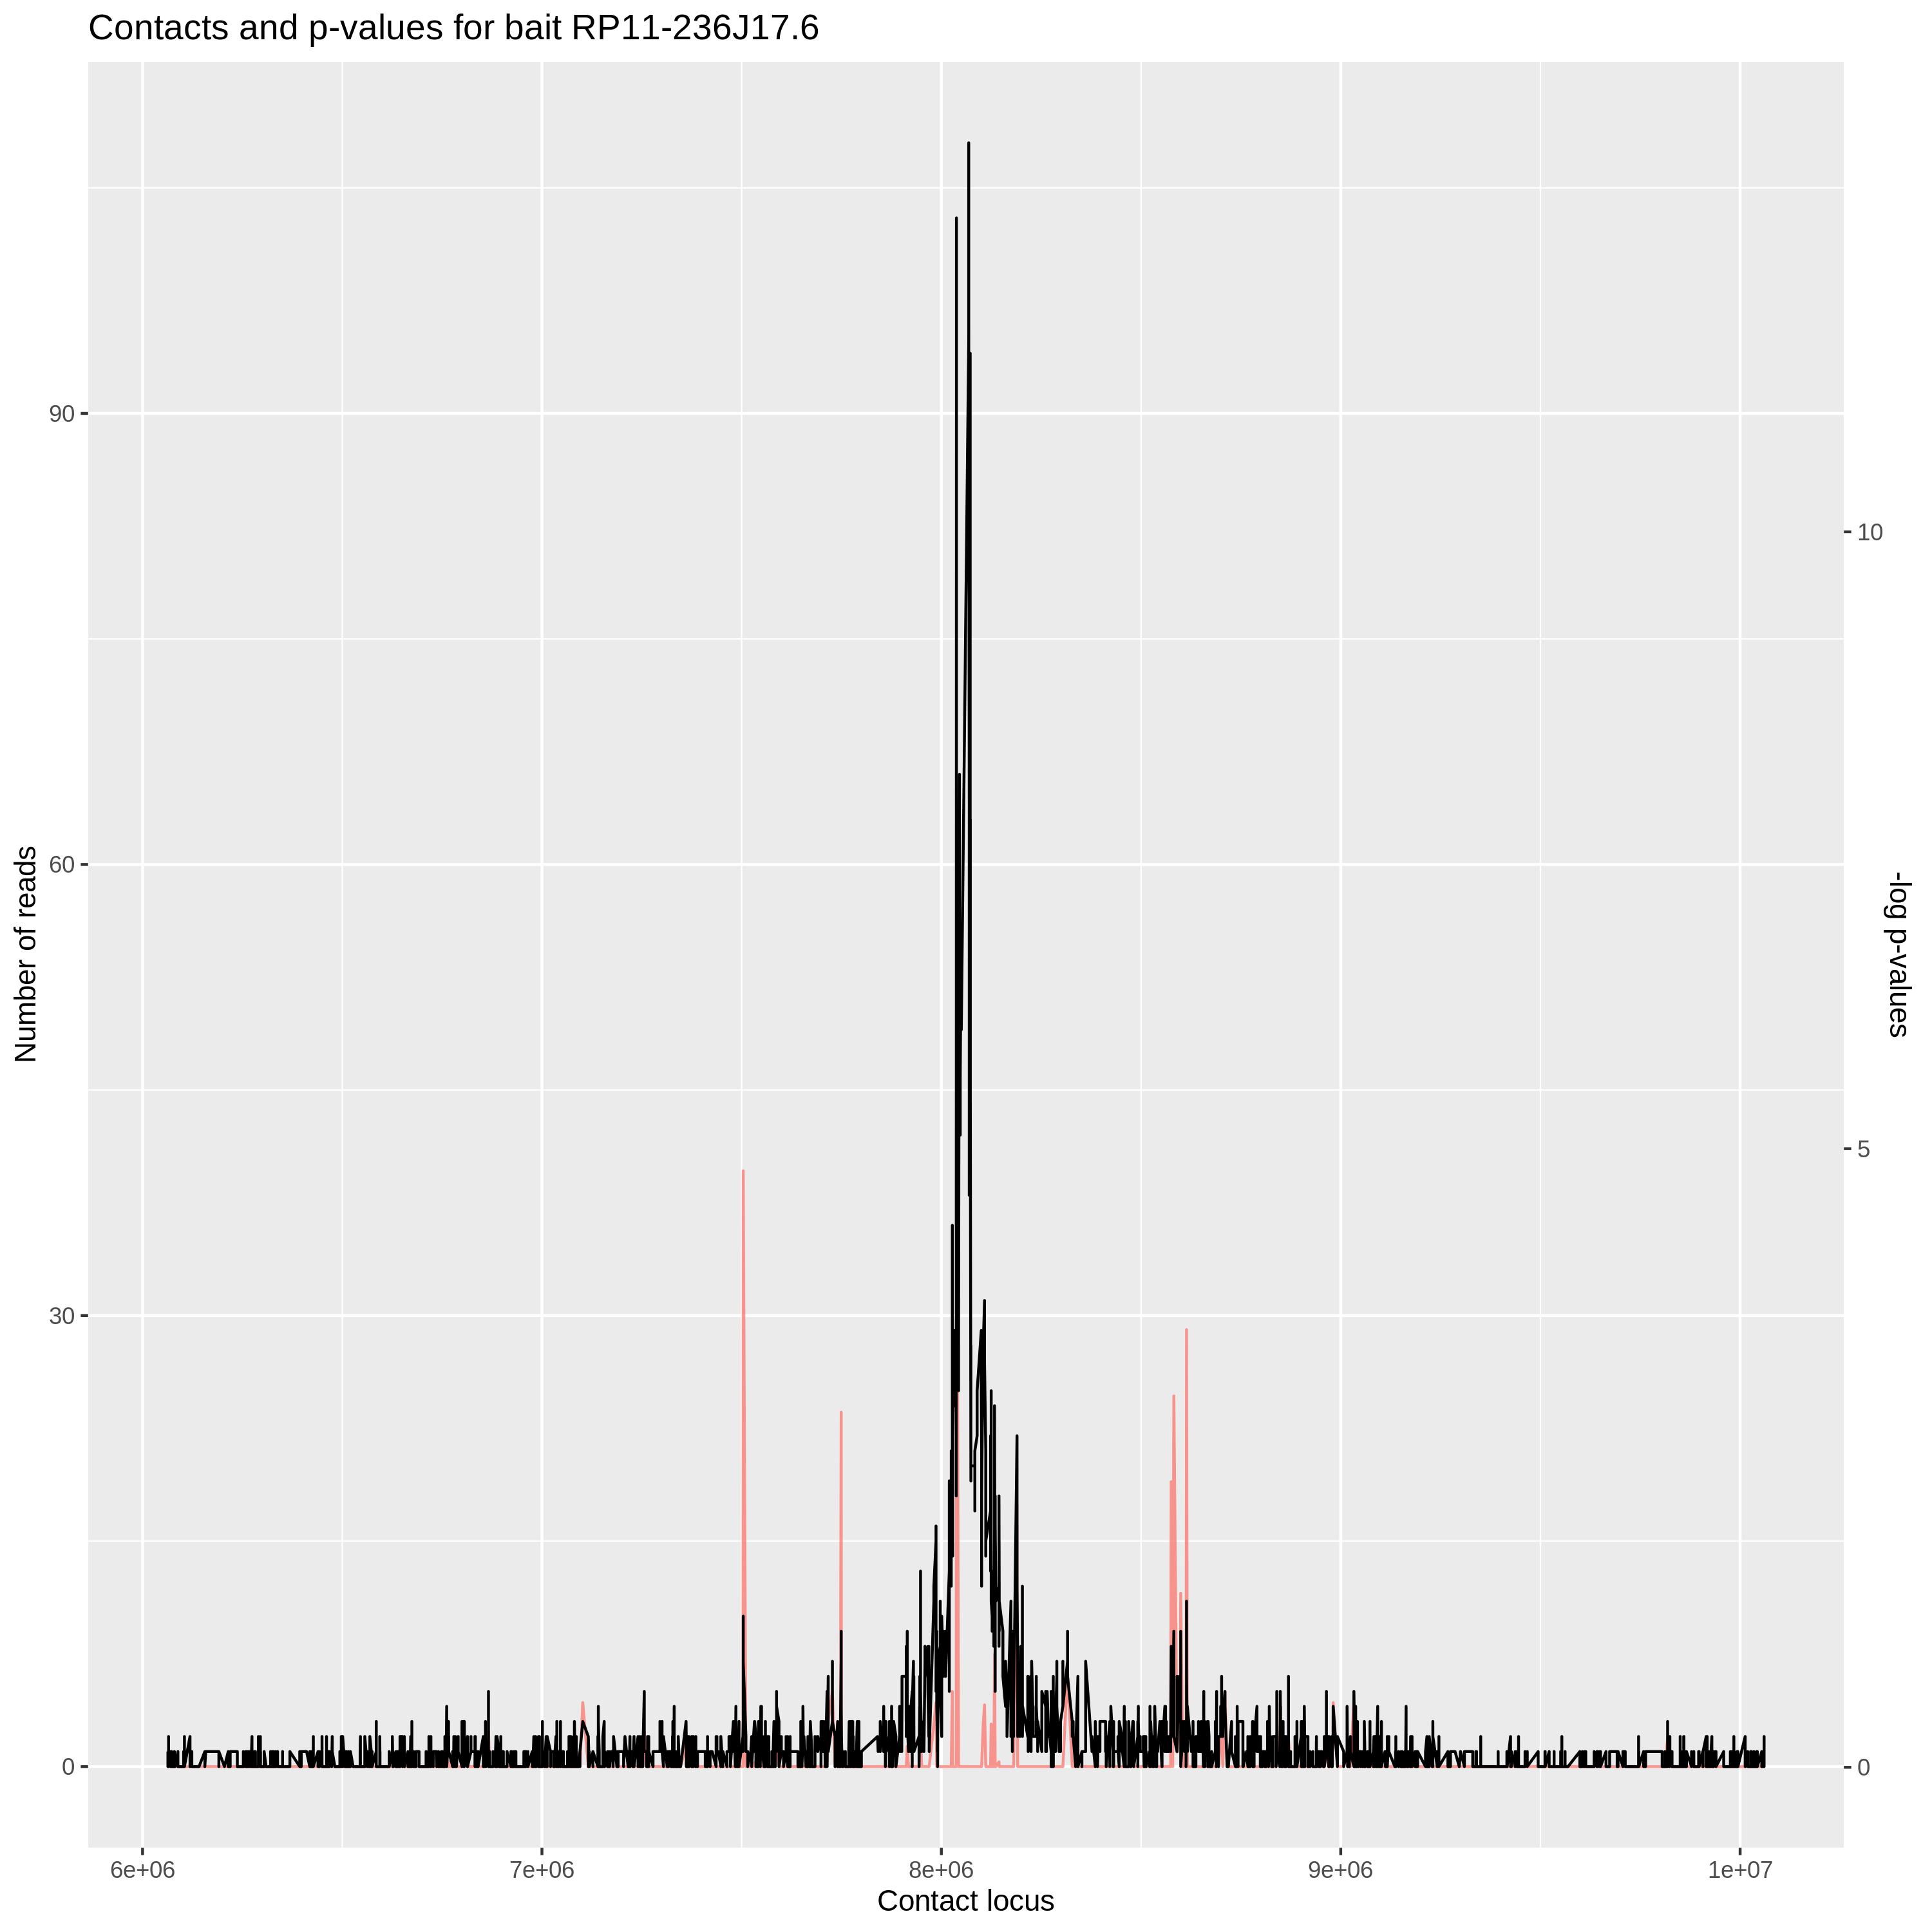 Contacts and p-values for bait RP11-236J17.6
90
60
30
0
Number of reads
10
5
0
-log p-values
6e+06
7e+06
8e+06
9e+06
1e+07
Contact locus